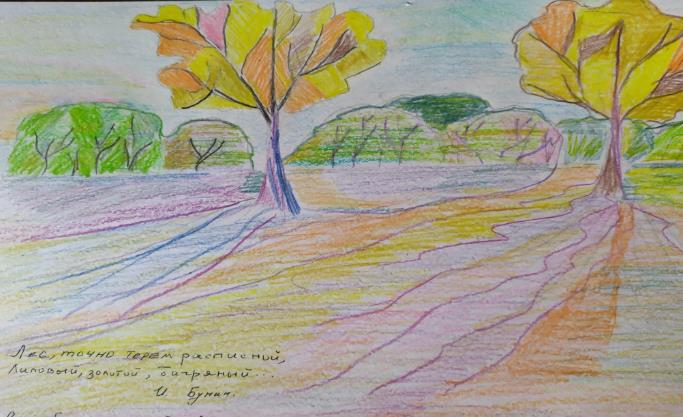 Лес, точно терем расписной,
Лиловый, золотой, багряный...
И. Бунин.